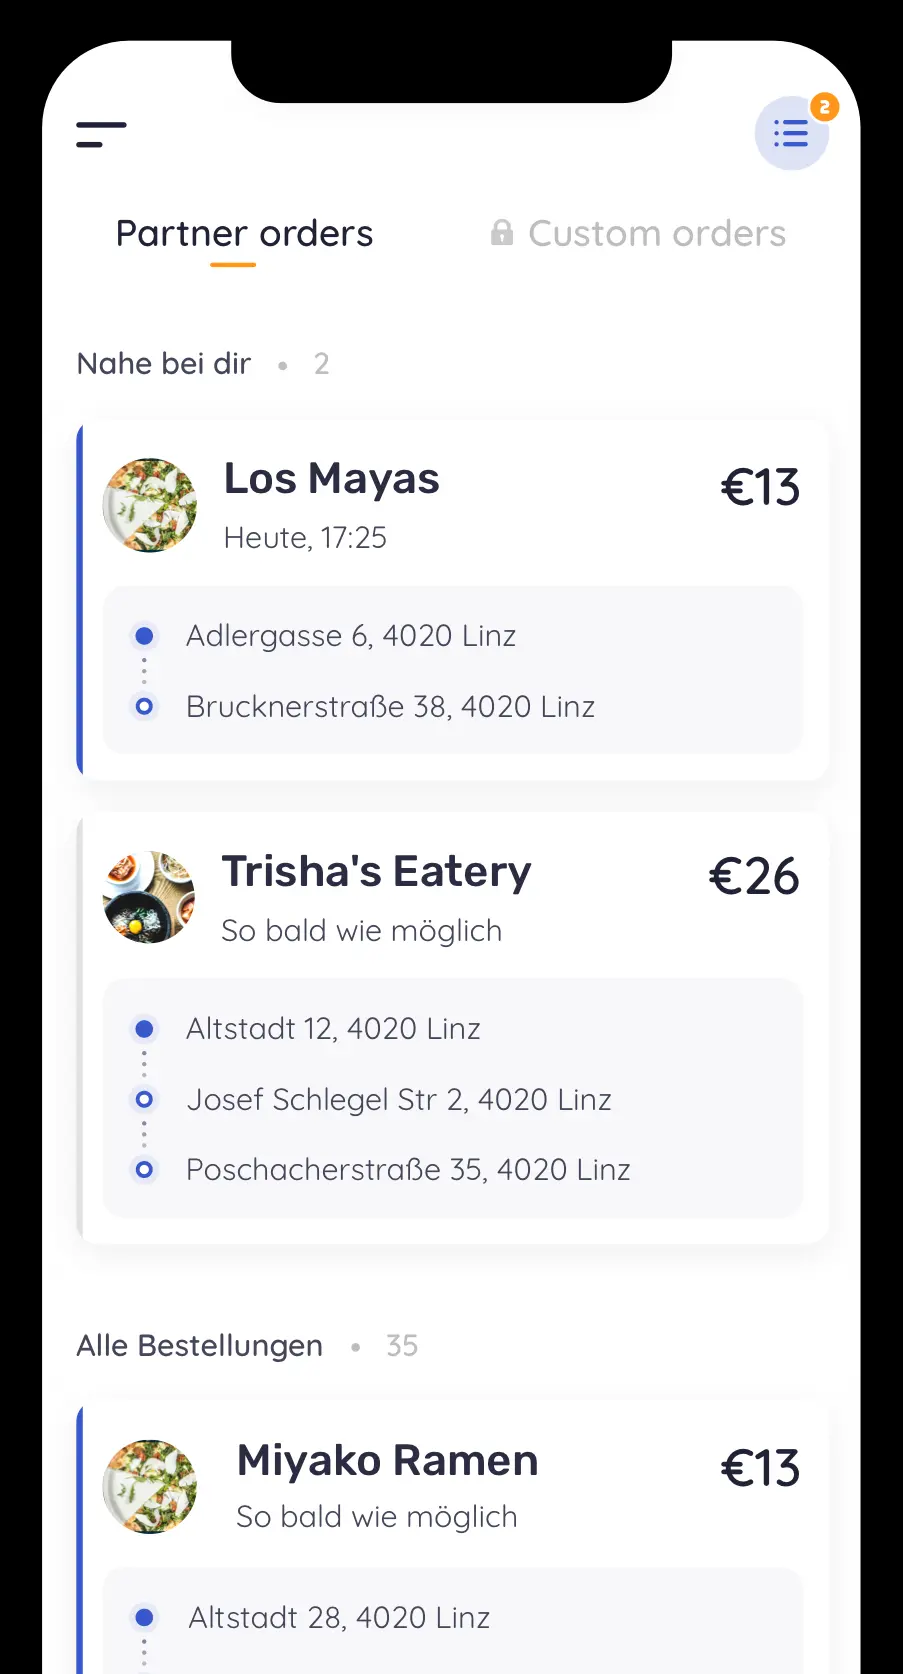 2
Partner orders
Custom orders
Nahe bei dir • 2
Los Mayas
€13
Heute, 17:25
Adlergasse 6, 4020 Linz
Brucknerstraße 38, 4020 Linz
Trisha's Eatery
€26
So bald wie möglich
Altstadt 12, 4020 Linz
Josef Schlegel Str 2, 4020 Linz
Poschacherstraße 35, 4020 Linz
Alle Bestellungen • 35
Miyako Ramen
€13
So bald wie möglich
Altstadt 28, 4020 Linz